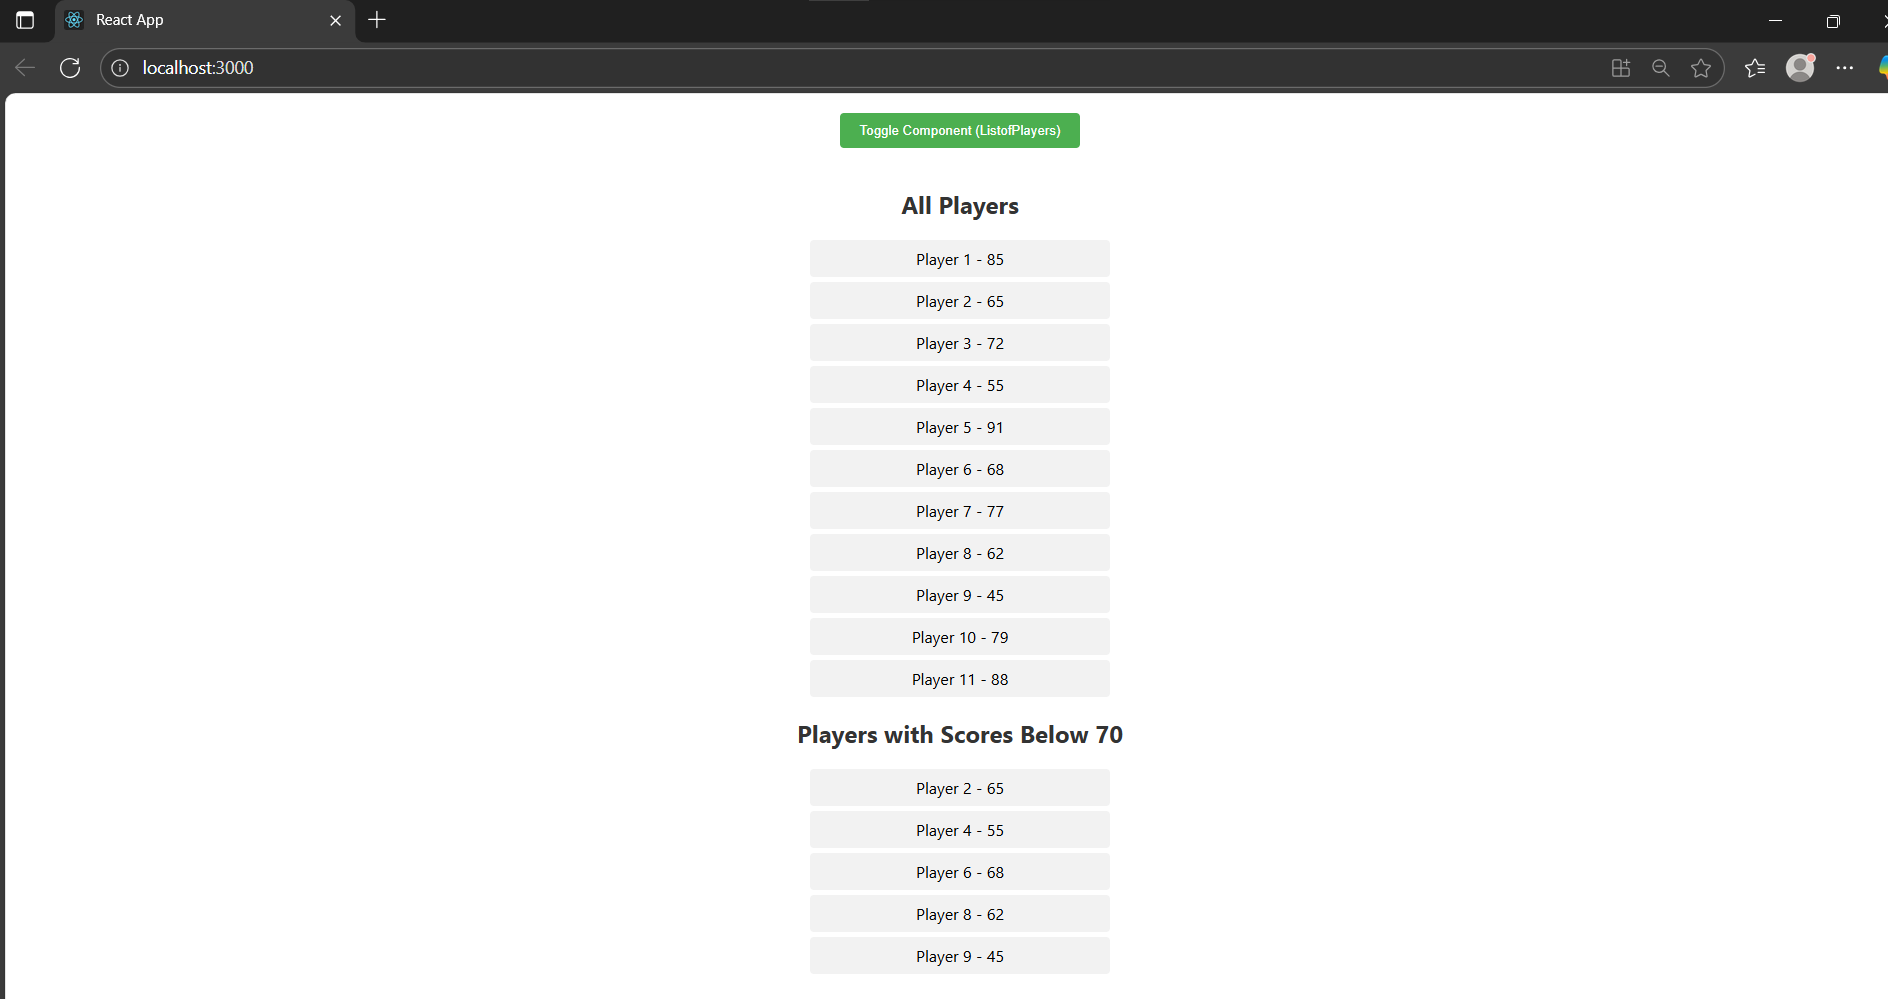 React App
localhost:3000
Toggle Component (ListofPlayers)
All Players
Player 1 - 85
Player 2 - 65
Player 3 - 72
Player 4 - 55
Player 5 - 91
Player 6 - 68
Player 7 - 77
Player 8 - 62
Player 9 - 45
Player 10 - 79
Player 11 - 88
Players with Scores Below 70
Player 2 - 65
Player 4 - 55
Player 6 - 68
Player 8 - 62
Player 9 - 45